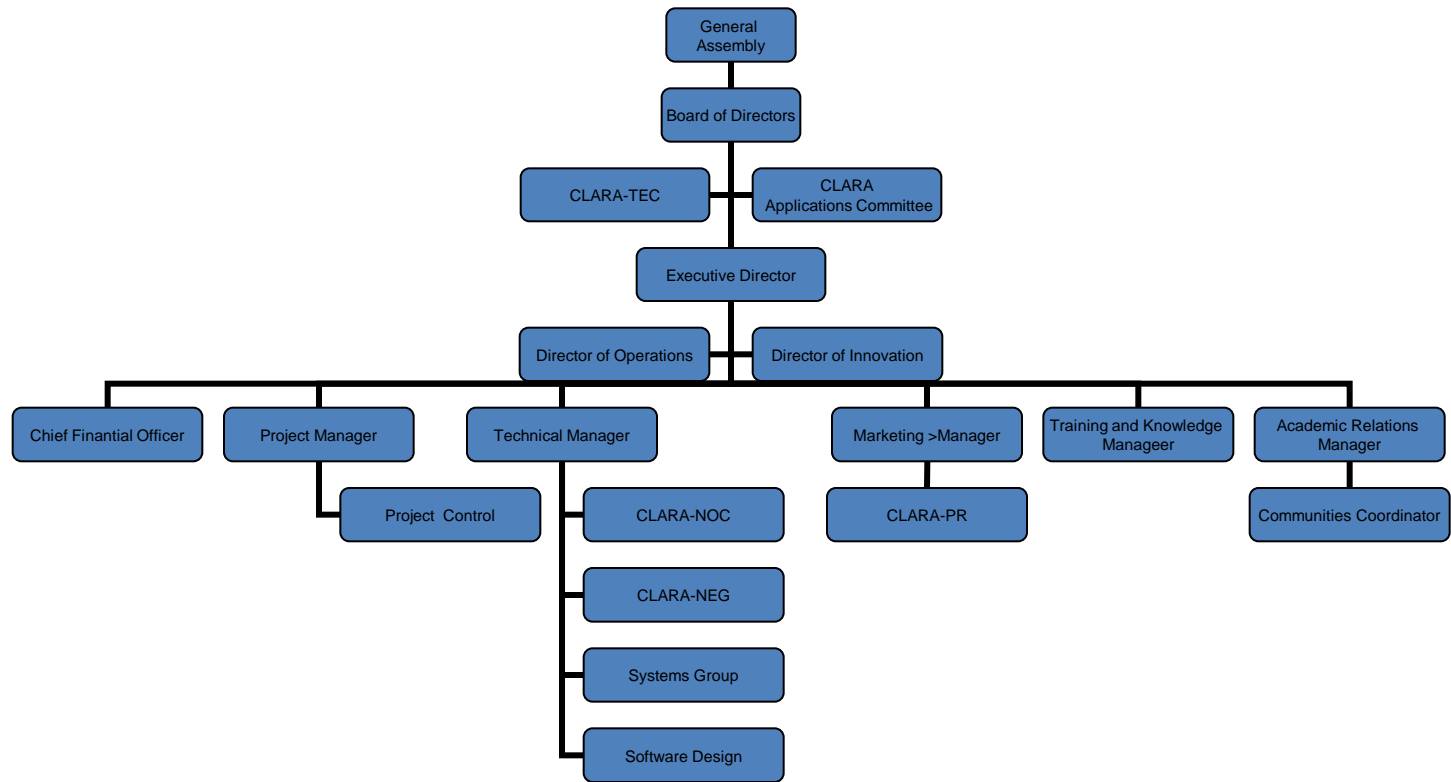 General
Assembly
Board of Directors
CLARA-TEC
CLARA
Applications Committee
Executive Director
Director of Operations
Director of Innovation
Chief Finantial Officer
Project Manager
Technical Manager
Marketing >Manager
Training and Knowledge
Manageer
Academic Relations
Manager
Project  Control
CLARA-NOC
CLARA-PR
Communities Coordinator
CLARA-NEG
Systems Group
Software Design